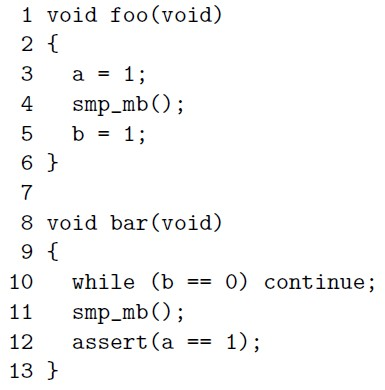 1 void foo(void)
2 {
3   a = 1;
4   smp_mb();
5   b = 1;
6 }
7
8 void bar(void)
9 {
10   while (b == 0) continue;
11   smp_mb();
12   assert(a == 1);
13 }